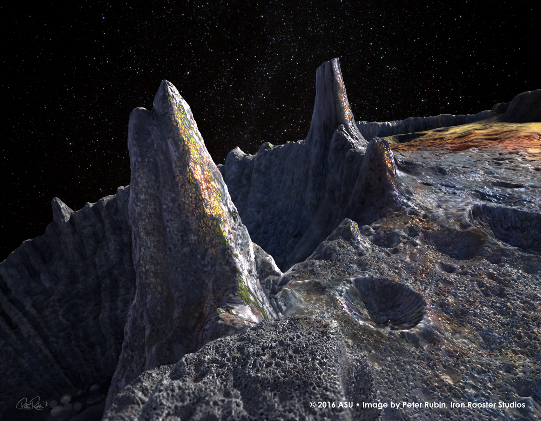 © 2016 ASU • Image by Peter Rubin, Iron Rooster Studios